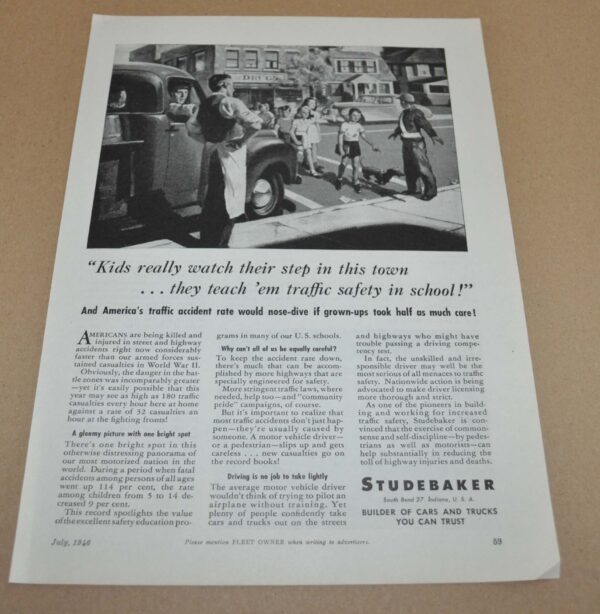 DRUGS
"Kids really watch their step in this town
... they teach 'em traffic safety in school!"
And America's traffic accident rate would nose-dive if grown-ups took half as much care!
AMERICANS are being killed and
injured in street and highway
accidents right now considerably
faster than our armed forces sus-
tained casualties in World War II.
Obviously, the danger in the bat-
tle zones was incomparably greater
—yet it's easily possible that this
year may see as high as 180 traffic
casualties every hour here at home
against a rate of 32 casualties an
hour at the fighting fronts!
A gloomy picture with one bright spot
There's one bright spot in this
otherwise distressing panorama of
our most motorized nation in the
world. During a period when fatal
accidents among persons of all ages
went up 114 per cent, the rate
among children from 5 to 14 de-
creased 9 per cent.
This record spotlights the value
of the excellent safety education pro-
grams in many of our U. S. schools.
Why can't all of us be equally careful?
To keep the accident rate down,
there's much that can be accom-
plished by more highways that are
specially engineered for safety.
More stringent traffic laws, where
needed, help too—and "community
pride" campaigns, of course.
But it's important to realize that
most traffic accidents don't just hap-
pen—they're usually caused by
someone. A motor vehicle driver—
or a pedestrian—slips up and gets
careless ... new casualties go on
the record books!
Driving is no job to take lightly
The average motor vehicle driver
wouldn't think of trying to pilot an
airplane without training. Yet
plenty of people confidently take
cars and trucks out on the streets
and highways who might have
trouble passing a driving compe-
tency test.
In fact, the unskilled and irre-
sponsible driver may well be the
most serious of all menaces to traffic
safety. Nationwide action is being
advocated to make driver licensing
more thorough and strict.
As one of the pioneers in build-
ing and working for increased
traffic safety, Studebaker is con-
vinced that the exercise of common-
sense and self-discipline—by pedes-
trians as well as motorists—can
help substantially in reducing the
toll of highway injuries and deaths.
STUDEBAKER
South Bend 27, Indiana, U. S. A.
BUILDER OF CARS AND TRUCKS
YOU CAN TRUST
July, 1946
Please mention FLEET OWNER when writing to advertisers.
59